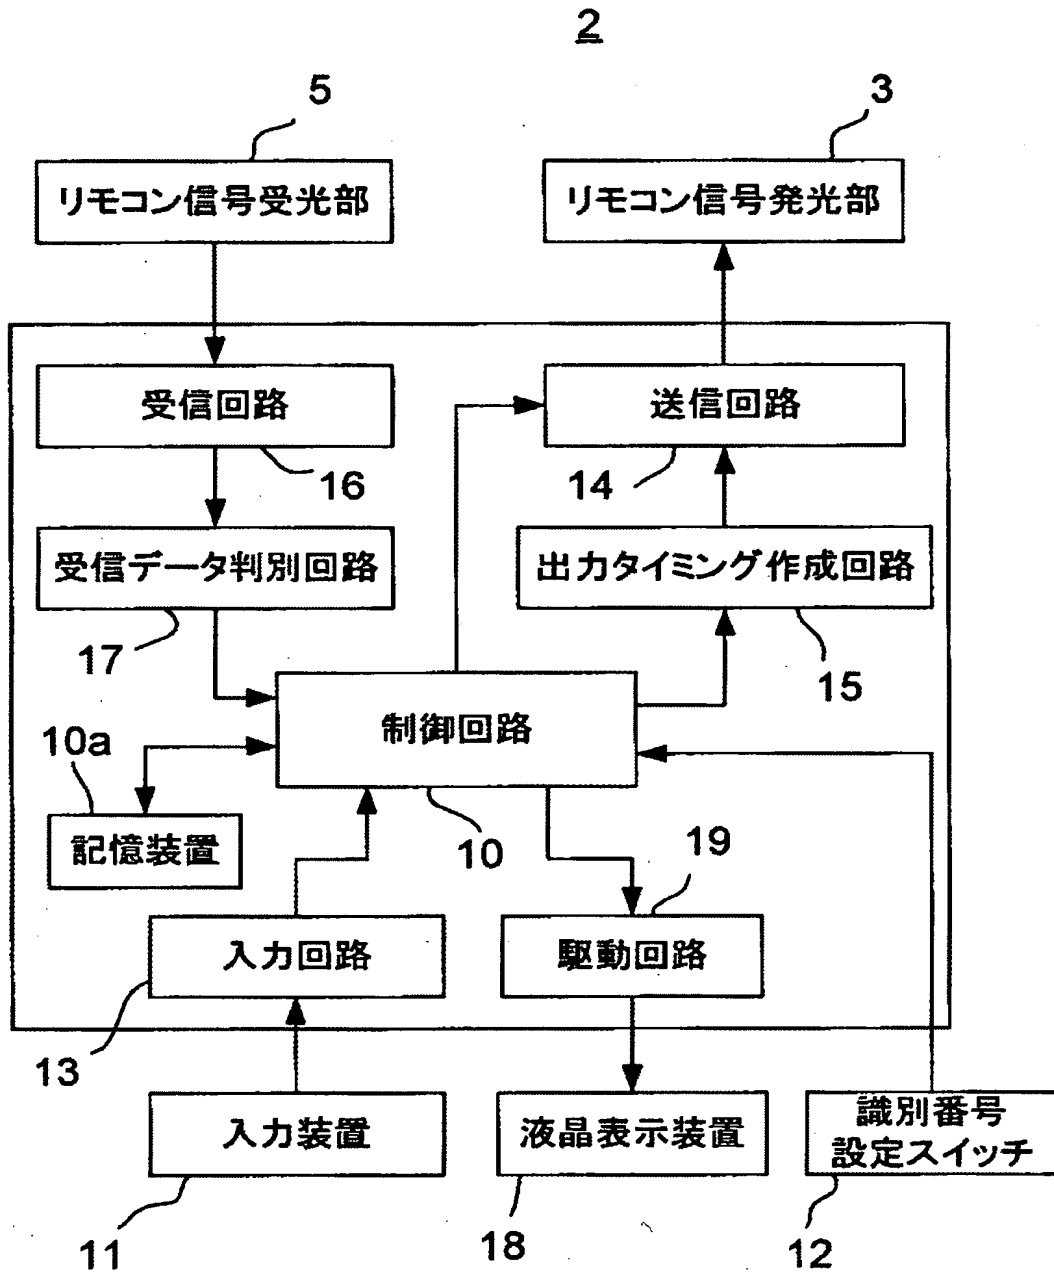 2
5
3
リモコン信号受光部
リモコン信号発光部
受信回路
送信回路
16
14
受信データ判別回路
出力タイミング作成回路
17
15
制御回路
10a
記憶装置
10
19
入力回路
駆動回路
13
入力装置
液晶表示装置
識別番号
設定スイッチ
11
18
12